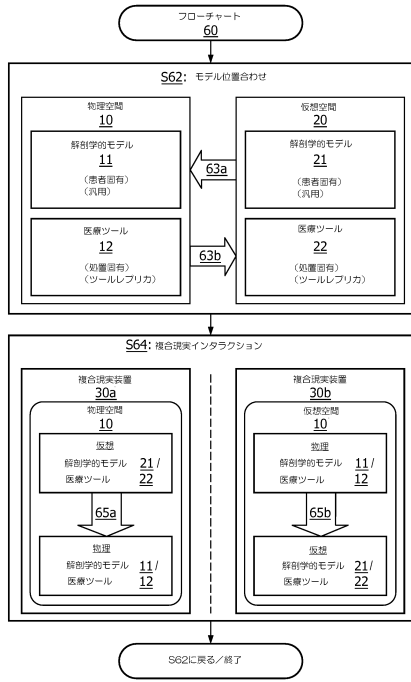 フローチャート
60
S62: モデル位置合わせ
物理空間
10
解剖学的モデル
11
(患者固有)
(汎用)
医療ツール
12
(処置固有)
(ツールレプリカ)
63a
63b
仮想空間
20
解剖学的モデル
21
(患者固有)
(汎用)
医療ツール
22
(処置固有)
(ツールレプリカ)
S64: 複合現実インタラクション
複合現実装置
30a
物理空間
10
仮想
解剖学的モデル 21/
医療ツール 22
65a
物理
解剖学的モデル 11/
医療ツール 12
複合現実装置
30b
仮想空間
10
物理
解剖学的モデル 11/
医療ツール 12
65b
仮想
解剖学的モデル 21/
医療ツール 22
S62に戻る/終了